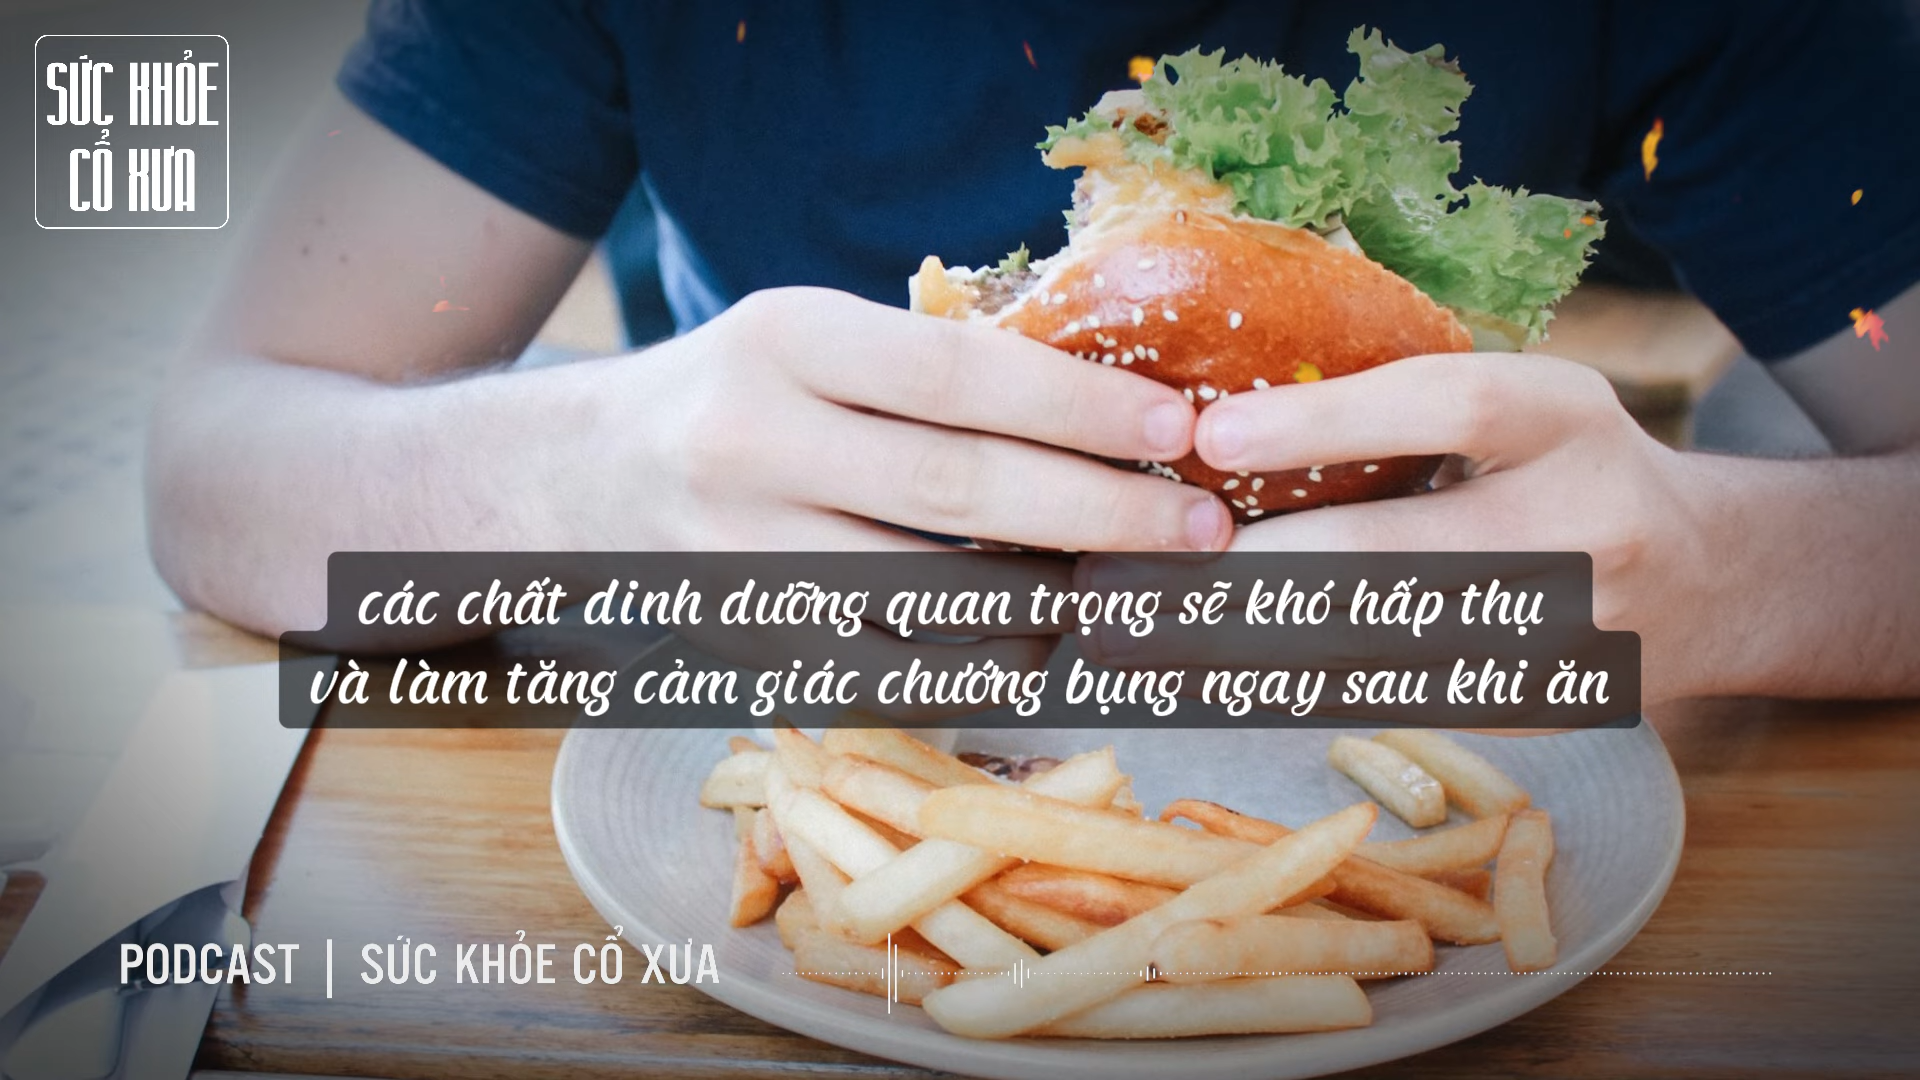 SỨC KHỎE
CỔ XƯA
các chất dinh dưỡng quan trọng sẽ khó hấp thụ
và làm tăng cảm giác chướng bụng ngay sau khi ăn
PODCAST | SỨC KHỎE CỔ XƯA